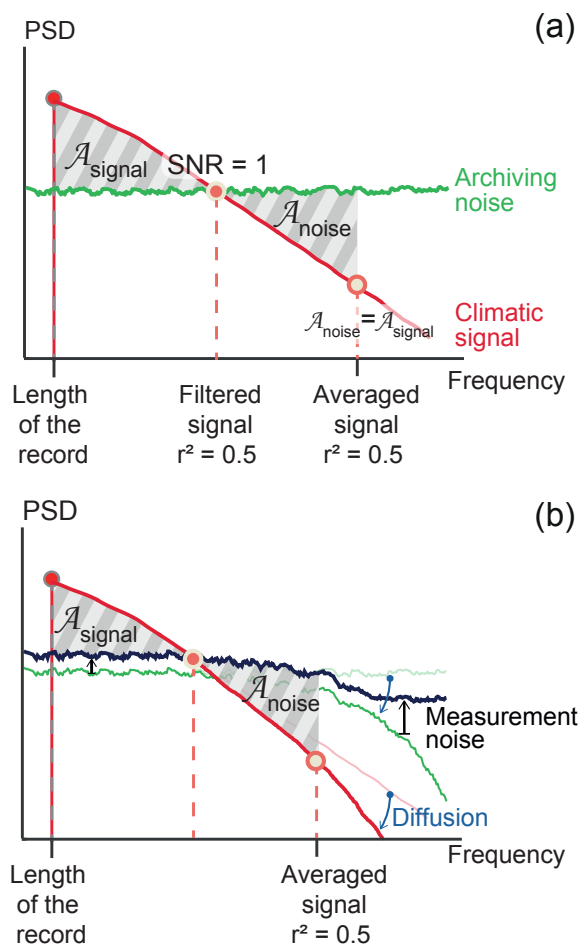 PSD
(a)
𝒜signal
SNR = 1
Archiving
noise
𝒜noise
𝒜noise=𝒜signal
Climatic
signal
Frequency
Length
of the
record
Filtered
signal
r² = 0.5
Averaged
signal
r² = 0.5
PSD
(b)
𝒜signal
𝒜noise
Measurement
noise
Diffusion
Frequency
Length
of the
record
Averaged
signal
r² = 0.5